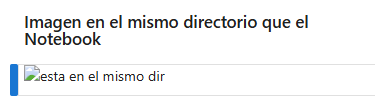 Imagen en el mismo directorio que el
Notebook
esta en el mismo dir